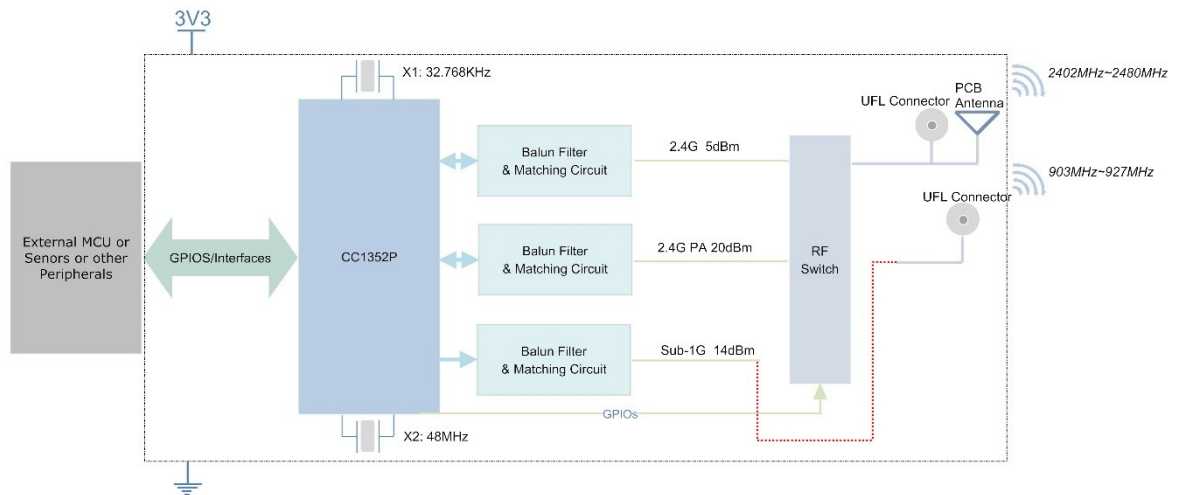 3V3
X1: 32.768KHz
2402MHz~2480MHz
PCB
Antenna
UFL Connector
Balun Filter
& Matching Circuit
2.4G 5dBm
903MHz~927MHz
UFL Connector
External MCU or
Senors or other
Peripherals
GPIOS/Interfaces
CC1352P
Balun Filter
& Matching Circuit
2.4G PA 20dBm
RF
Switch
Balun Filter
& Matching Circuit
Sub-1G 14dBm
GPIOs
X2: 48MHz